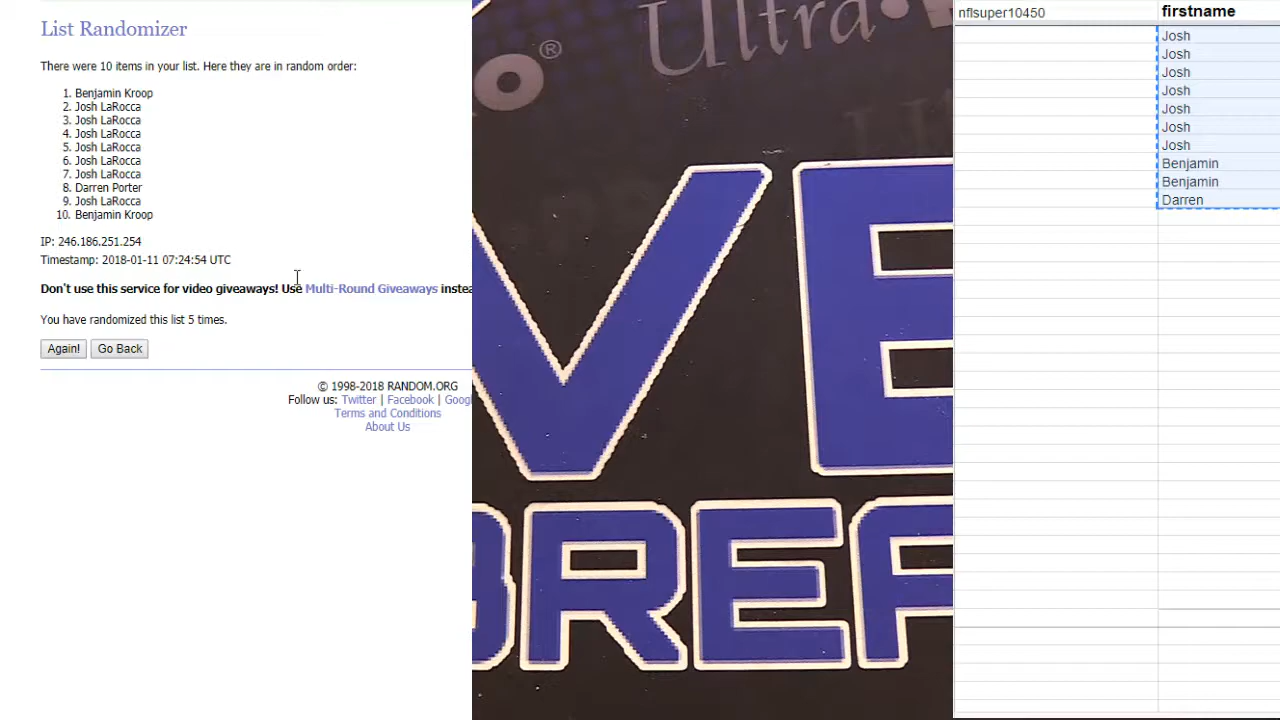 List Randomizer
There were 10 items in your list. Here they are in random order:
1. Benjamin Kroop
2. Josh LaRocca
3. Josh LaRocca
4. Josh LaRocca
5. Josh LaRocca
6. Josh LaRocca
7. Josh LaRocca
8. Darren Porter
9. Josh LaRocca
10. Benjamin Kroop
IP: 246.186.251.254
Timestamp: 2018-01-11 07:24:54 UTC
Don't use this service for video giveaways! Use Multi-Round Giveaways instea
You have randomized this list 5 times.
Again! Go Back
© 1998-2018 RANDOM.ORG
Follow us: Twitter | Facebook | Goog
Terms and Conditions
About Us
Ultra
VE
BREA
nflsuper10450 firstname
Josh
Josh
Josh
Josh
Josh
Josh
Josh
Benjamin
Benjamin
Darren